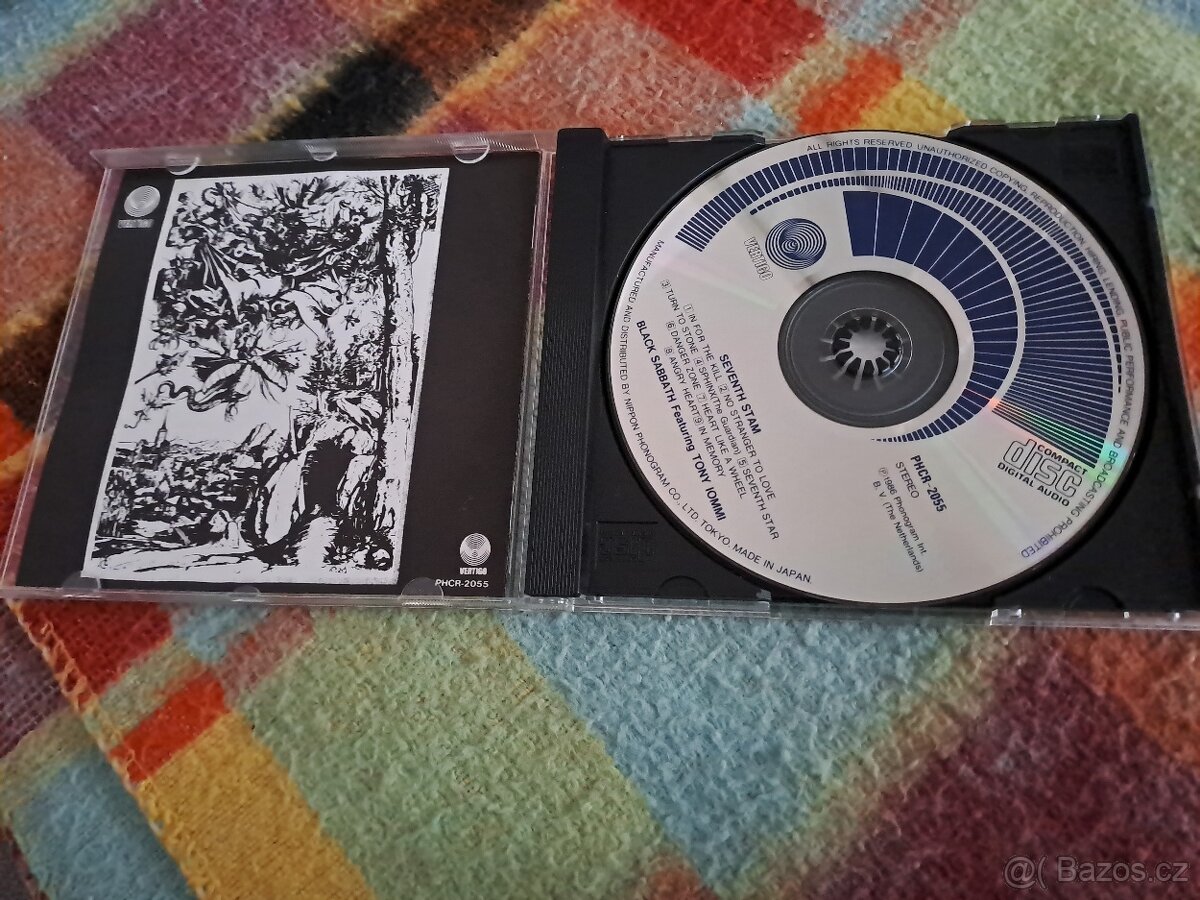 VERTIGO
VERTIGO
PHCR-2055
ALL RIGHTS RESERVED UNAUTHORIZED COPYING, REPRODUCTION, HIRING, LENDING, PUBLIC PERFORMANCE AND BROADCASTING PROHIBITED
VERTIGO
SEVENTH STAM
1 IN FOR THE KILL 2 NO STRANGER TO LOVE
3 TURN TO STONE 4 SPHINX(The Guardian) 5 SEVENTH STAR
6 DANGER ZONE 7 HEART LIKE A WHEEL
8 ANGRY HEART 9 IN MEMORY
BLACK SABBATH Featuring TONY IOMMI
PHCR-2055
STEREO
℗1986 Phonogram Int.
B. V. (The Netherlands)
COMPACT
disc
DIGITAL AUDIO
MANUFACTURED AND DISTRIBUTED BY NIPPON PHONOGRAM CO., LTD. TOKYO. MADE IN JAPAN.
@( Bazos.cz